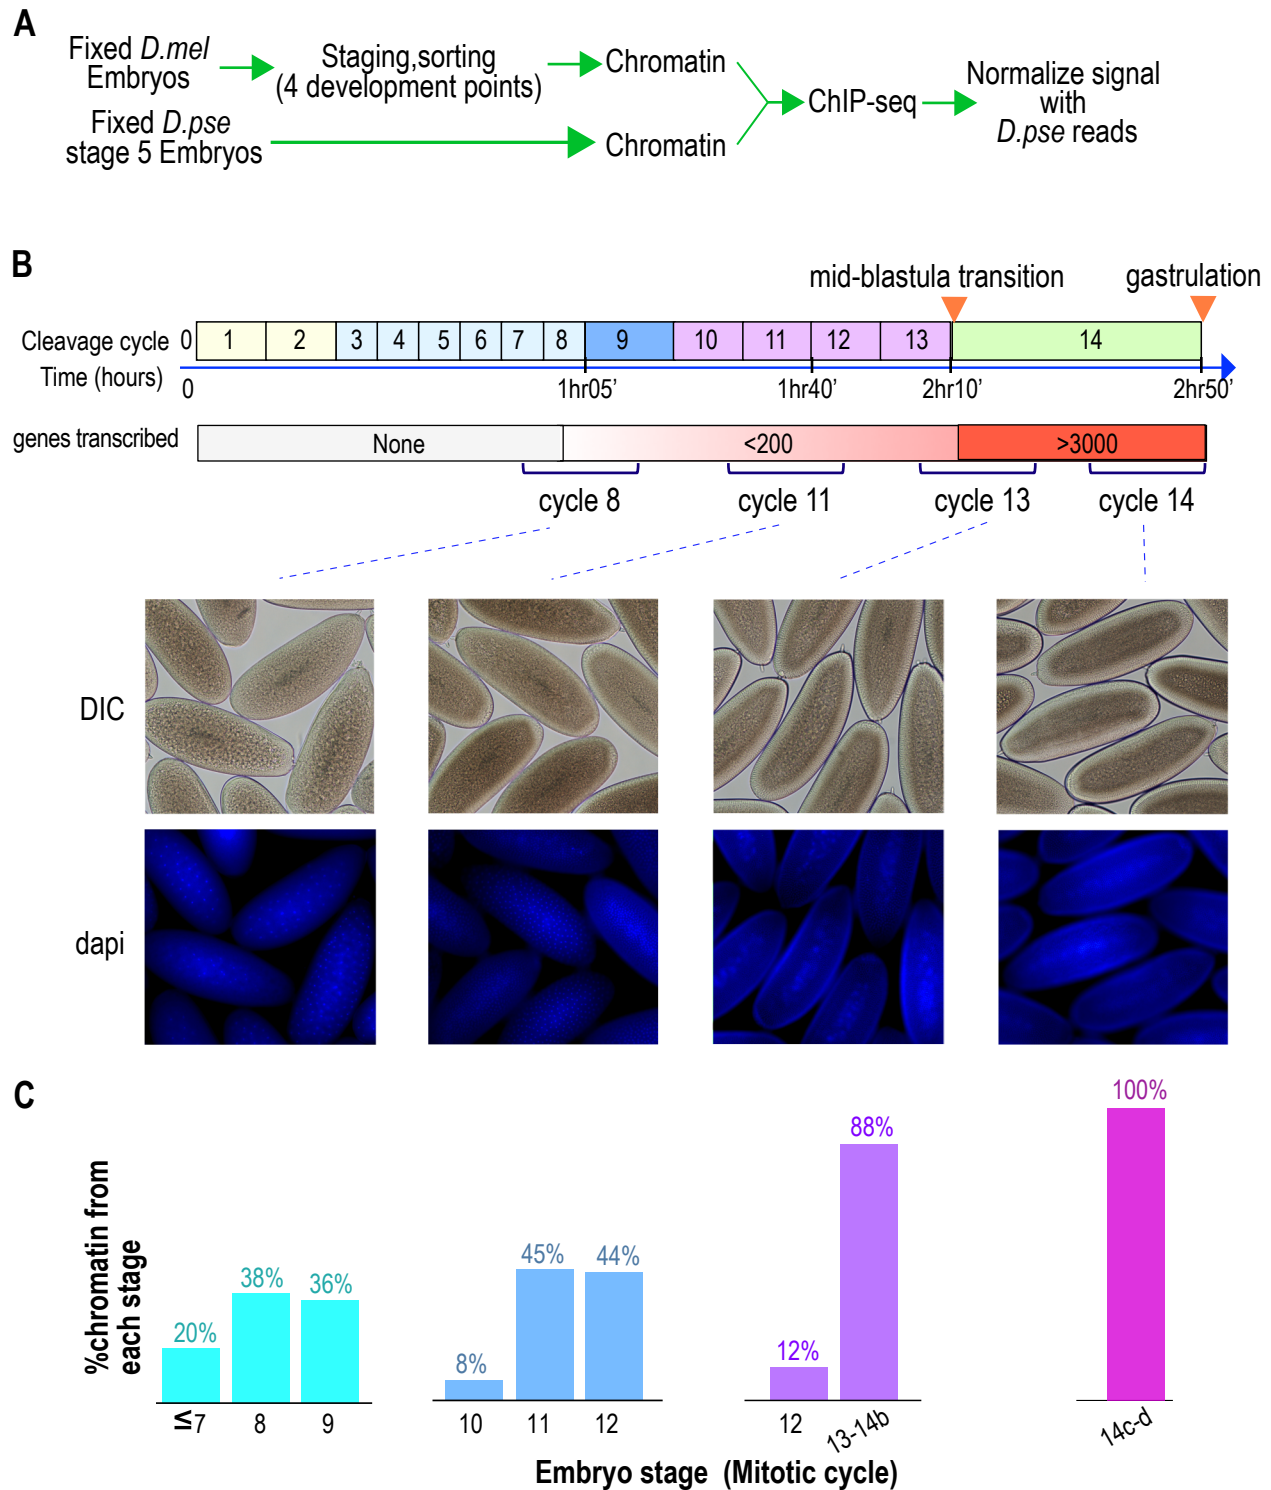 A
Fixed D.mel
Embryos
Staging,sorting
(4 development points)
Chromatin
Fixed D.pse
stage 5 Embryos
Chromatin
ChIP-seq
Normalize signal
with
D.pse reads
B
mid-blastula transition
gastrulation
Cleavage cycle 0 1 2 3 4 5 6 7 8 9 10 11 12 13 14
Time (hours) 0 1hr05’ 1hr40’ 2hr10’ 2hr50’
genes transcribed None <200 >3000
cycle 8 cycle 11 cycle 13 cycle 14
DIC
dapi
C
%chromatin from
each stage
20% 38% 36% 8% 45% 44% 12% 88% 100%
≤7 8 9 10 11 12 12 13-14b 14c-d
Embryo stage (Mitotic cycle)